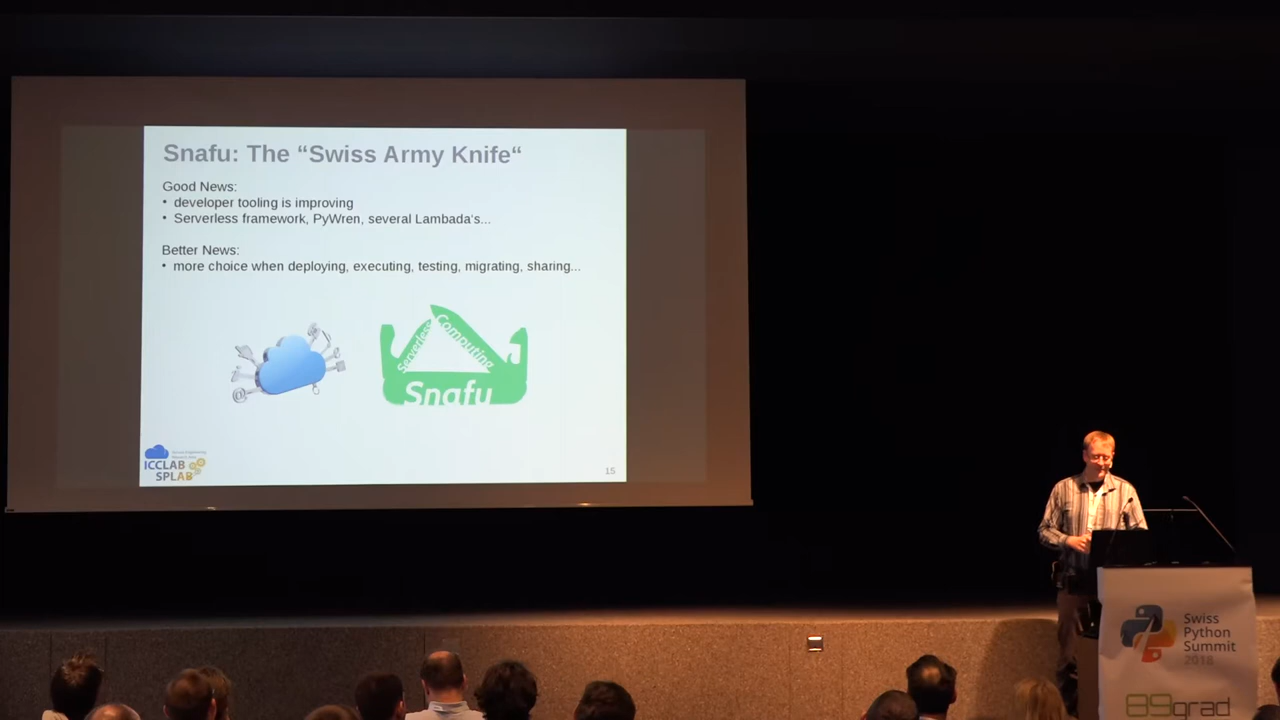 Snafu: The “Swiss Army Knife“
Good News:
• developer tooling is improving
• Serverless framework, PyWren, several Lambada's...
Better News:
• more choice when deploying, executing, testing, migrating, sharing...
Serverless
Computing
Snafu
ICCLAB
SPLAB
15
Swiss
Python
Summit
2018
89grad